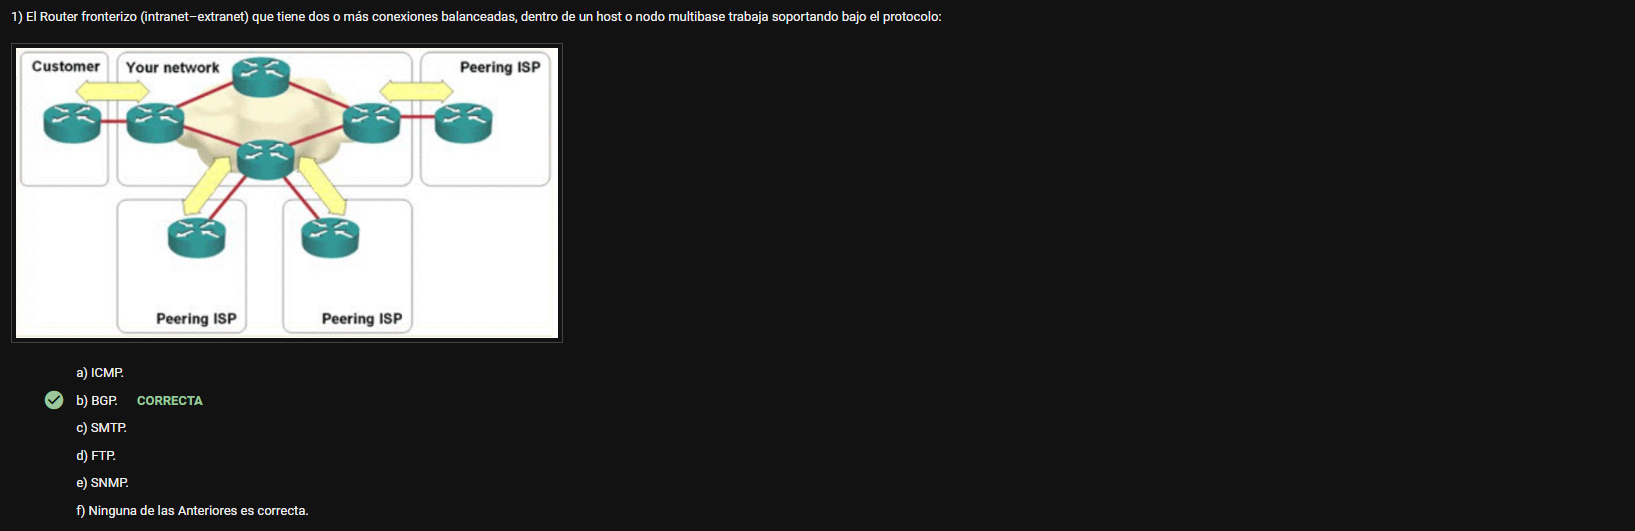 1) El Router fronterizo (intranet–extranet) que tiene dos o más conexiones balanceadas, dentro de un host o nodo multibase trabaja soportando bajo el protocolo:
Customer
Your network
Peering ISP
Peering ISP
Peering ISP
a) ICMP.
b) BGP. CORRECTA
c) SMTP.
d) FTP.
e) SNMP.
f) Ninguna de las Anteriores es correcta.